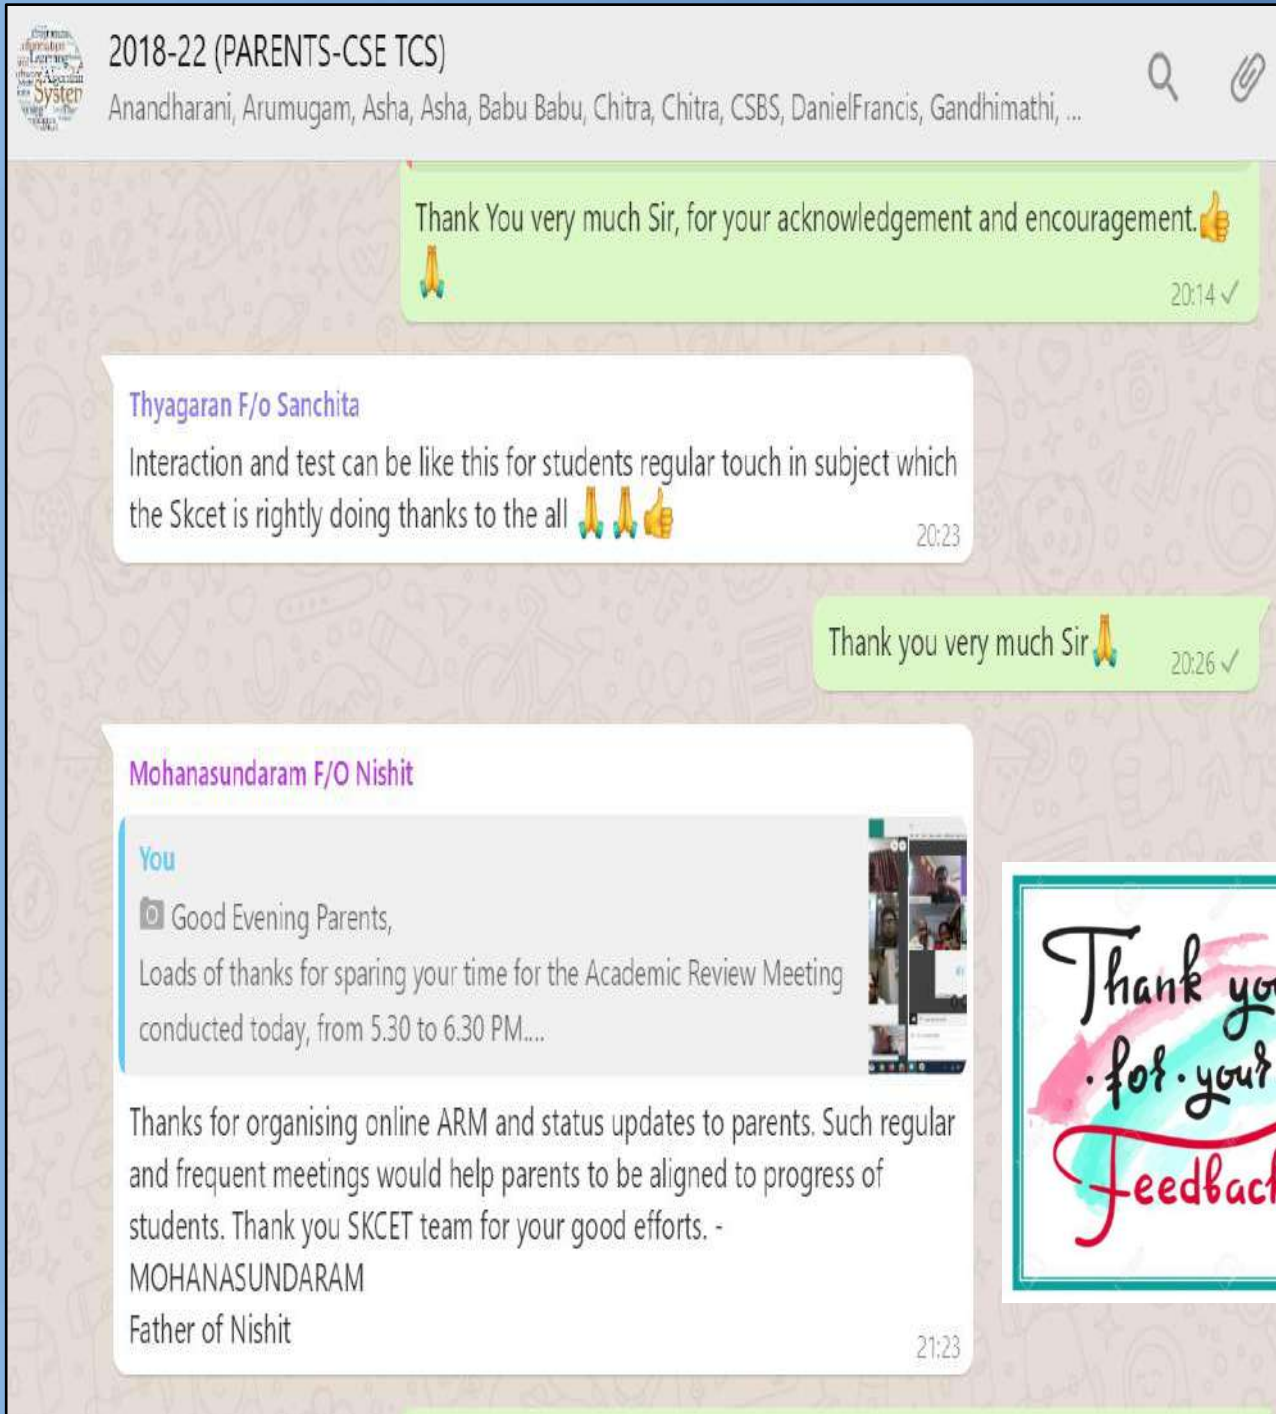 2018-22 (PARENTS-CSE TCS)
Anandharani, Arumugam, Asha, Asha, Babu Babu, Chitra, Chitra, CSBS, DanielFrancis, Gandhimathi, ...
System
Learning
Algorithm
Thank You very much Sir, for your acknowledgement and encouragement.👍
🙏
20:14
Thyagaran F/o Sanchita
Interaction and test can be like this for students regular touch in subject which
the Skcet is rightly doing thanks to the all 🙏🙏👍
20:23
Thank you very much Sir🙏
20:26
Mohanasundaram F/O Nishit
You
Good Evening Parents,
Loads of thanks for sparing your time for the Academic Review Meeting
conducted today, from 5.30 to 6.30 PM....
Thanks for organising online ARM and status updates to parents. Such regular
and frequent meetings would help parents to be aligned to progress of
students. Thank you SKCET team for your good efforts. -
MOHANASUNDARAM
Father of Nishit
21:23
Thank you
for your
Feedback